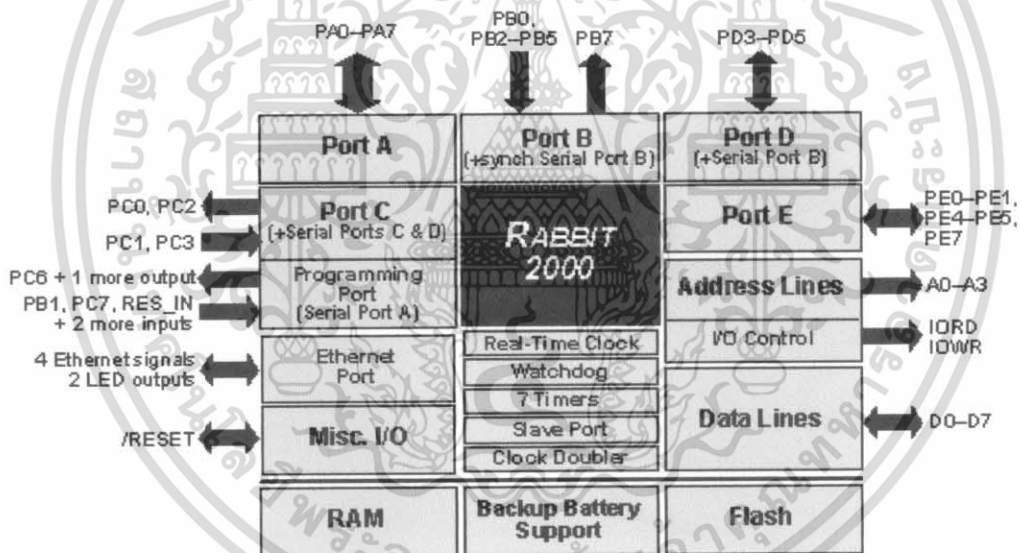 PA0–PA7
PB0,
PB2–PB5
PB7
PD3–PD5
Port A
Port B
(+synch Serial Port B)
Port D
(+Serial Port B)
PC0, PC2
PC1, PC3
Port C
(+Serial Ports C & D)
RABBIT
2000
Port E
PE0–PE1,
PE4–PE5,
PE7
PC6 + 1 more output
PB1, PC7, RES_IN
+ 2 more inputs
Programming
Port
(Serial Port A)
Address Lines
A0–A3
I/O Control
IORD
IOWR
4 Ethernet signals
2 LED outputs
Ethernet
Port
Real-Time Clock
Watchdog
7 Timers
Slave Port
Clock Doubler
Data Lines
D0–D7
/RESET
Misc. I/O
RAM
Backup Battery
Support
Flash